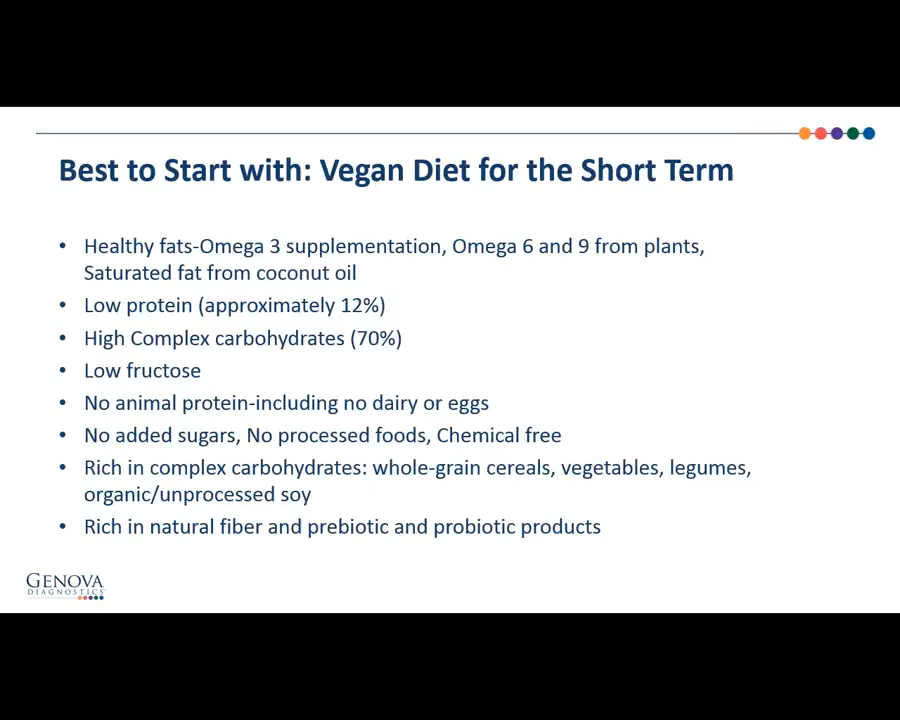 Best to Start with: Vegan Diet for the Short Term
• Healthy fats-Omega 3 supplementation, Omega 6 and 9 from plants,
Saturated fat from coconut oil
• Low protein (approximately 12%)
• High Complex carbohydrates (70%)
• Low fructose
• No animal protein-including no dairy or eggs
• No added sugars, No processed foods, Chemical free
• Rich in complex carbohydrates: whole-grain cereals, vegetables, legumes,
organic/unprocessed soy
• Rich in natural fiber and prebiotic and probiotic products
GENOVA
DIAGNOSTICS